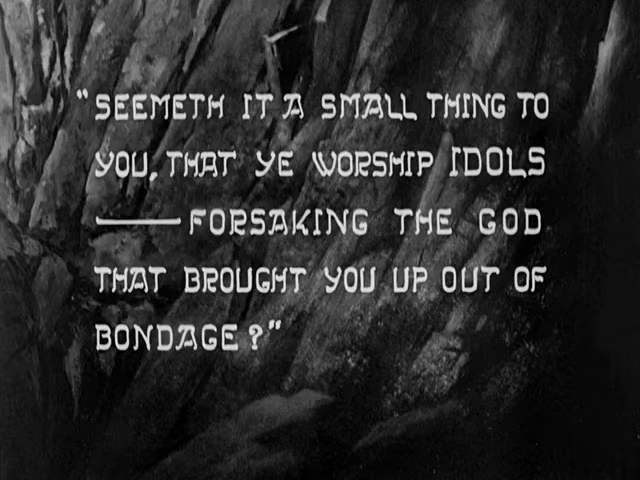 "SEEMETH IT A SMALL THING TO
YOU, THAT YE WORSHIP IDOLS
—FORSAKING THE GOD
THAT BROUGHT YOU UP OUT OF
BONDAGE?"